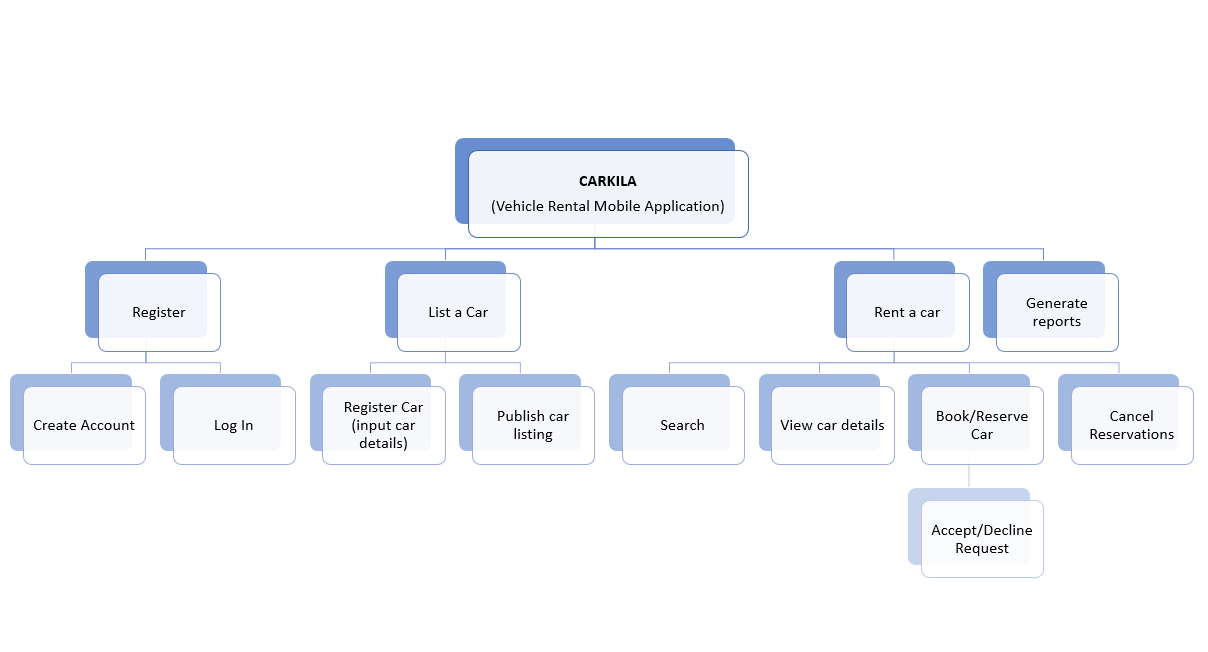 CARKILA
(Vehicle Rental Mobile Application)
Register
List a Car
Rent a car
Generate
reports
Create Account
Log In
Register Car
(input car
details)
Publish car
listing
Search
View car details
Book/Reserve
Car
Cancel
Reservations
Accept/Decline
Request